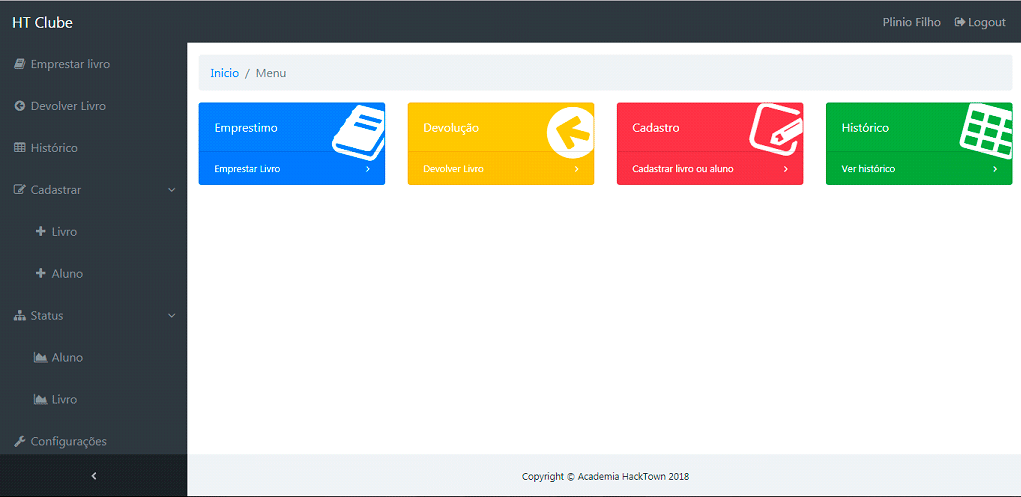 HT Clube
Plinio Filho Logout
Emprestar livro
Devolver Livro
Histórico
Cadastrar
Livro
Aluno
Status
Aluno
Livro
Configurações
Inicio / Menu
Emprestimo
Emprestar Livro
Devolução
Devolver Livro
Cadastro
Cadastrar livro ou aluno
Histórico
Ver histórico
Copyright © Academia HackTown 2018